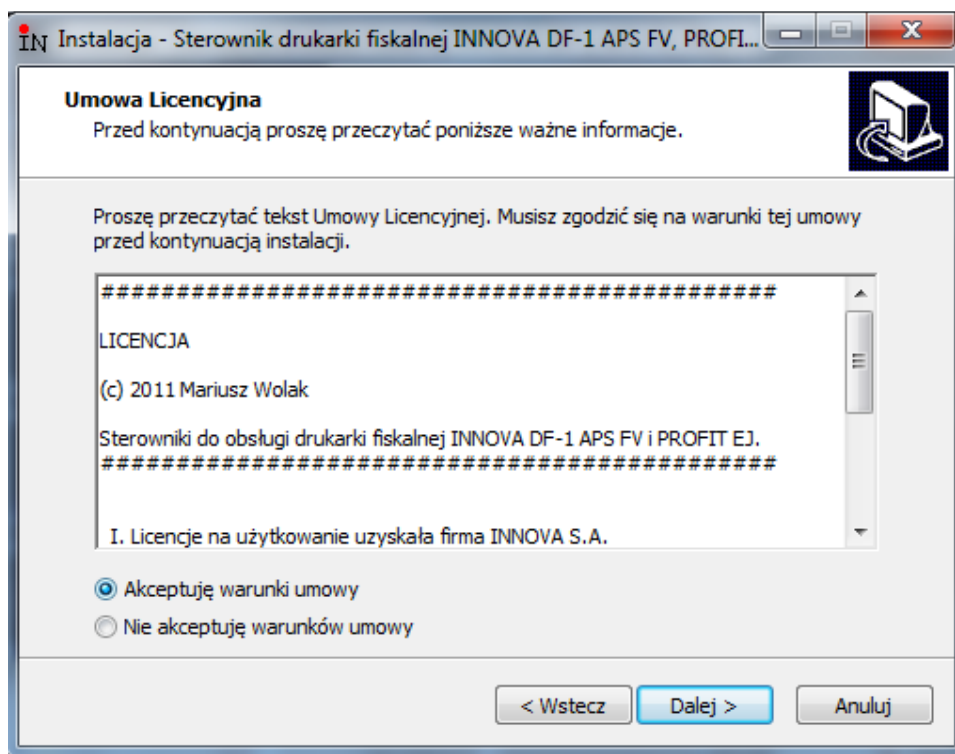 IN Instalacja - Sterownik drukarki fiskalnej INNOVA DF-1 APS FV, PROFI...
Umowa Licencyjna
Przed kontynuacją proszę przeczytać poniższe ważne informacje.
Proszę przeczytać tekst Umowy Licencyjnej. Musisz zgodzić się na warunki tej umowy
przed kontynuacją instalacji.
#############################################
LICENCJA
(c) 2011 Mariusz Wolak
Sterowniki do obsługi drukarki fiskalnej INNOVA DF-1 APS FV i PROFIT EJ.
#############################################
I. Licencje na użytkowanie uzyskała firma INNOVA S.A.
Akceptuję warunki umowy
Nie akceptuję warunków umowy
< Wstecz
Dalej >
Anuluj